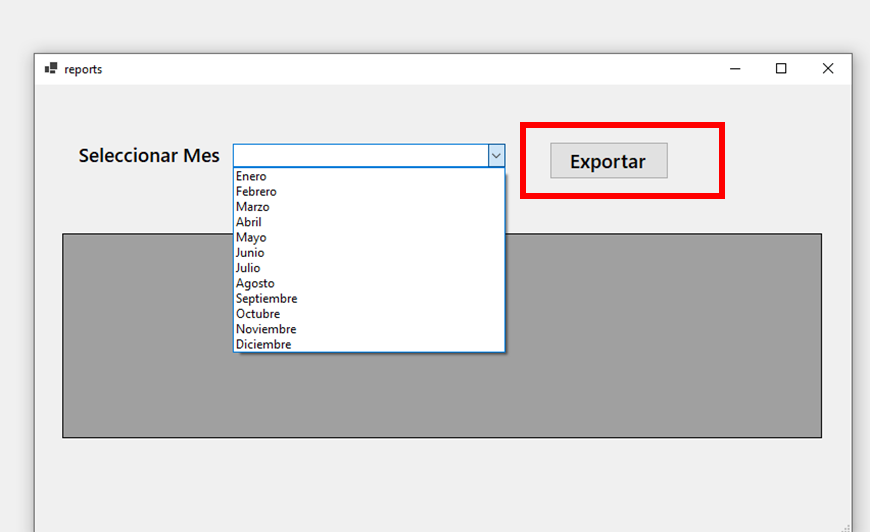 reports
Seleccionar Mes
Exportar
Enero
Febrero
Marzo
Abril
Mayo
Junio
Julio
Agosto
Septiembre
Octubre
Noviembre
Diciembre